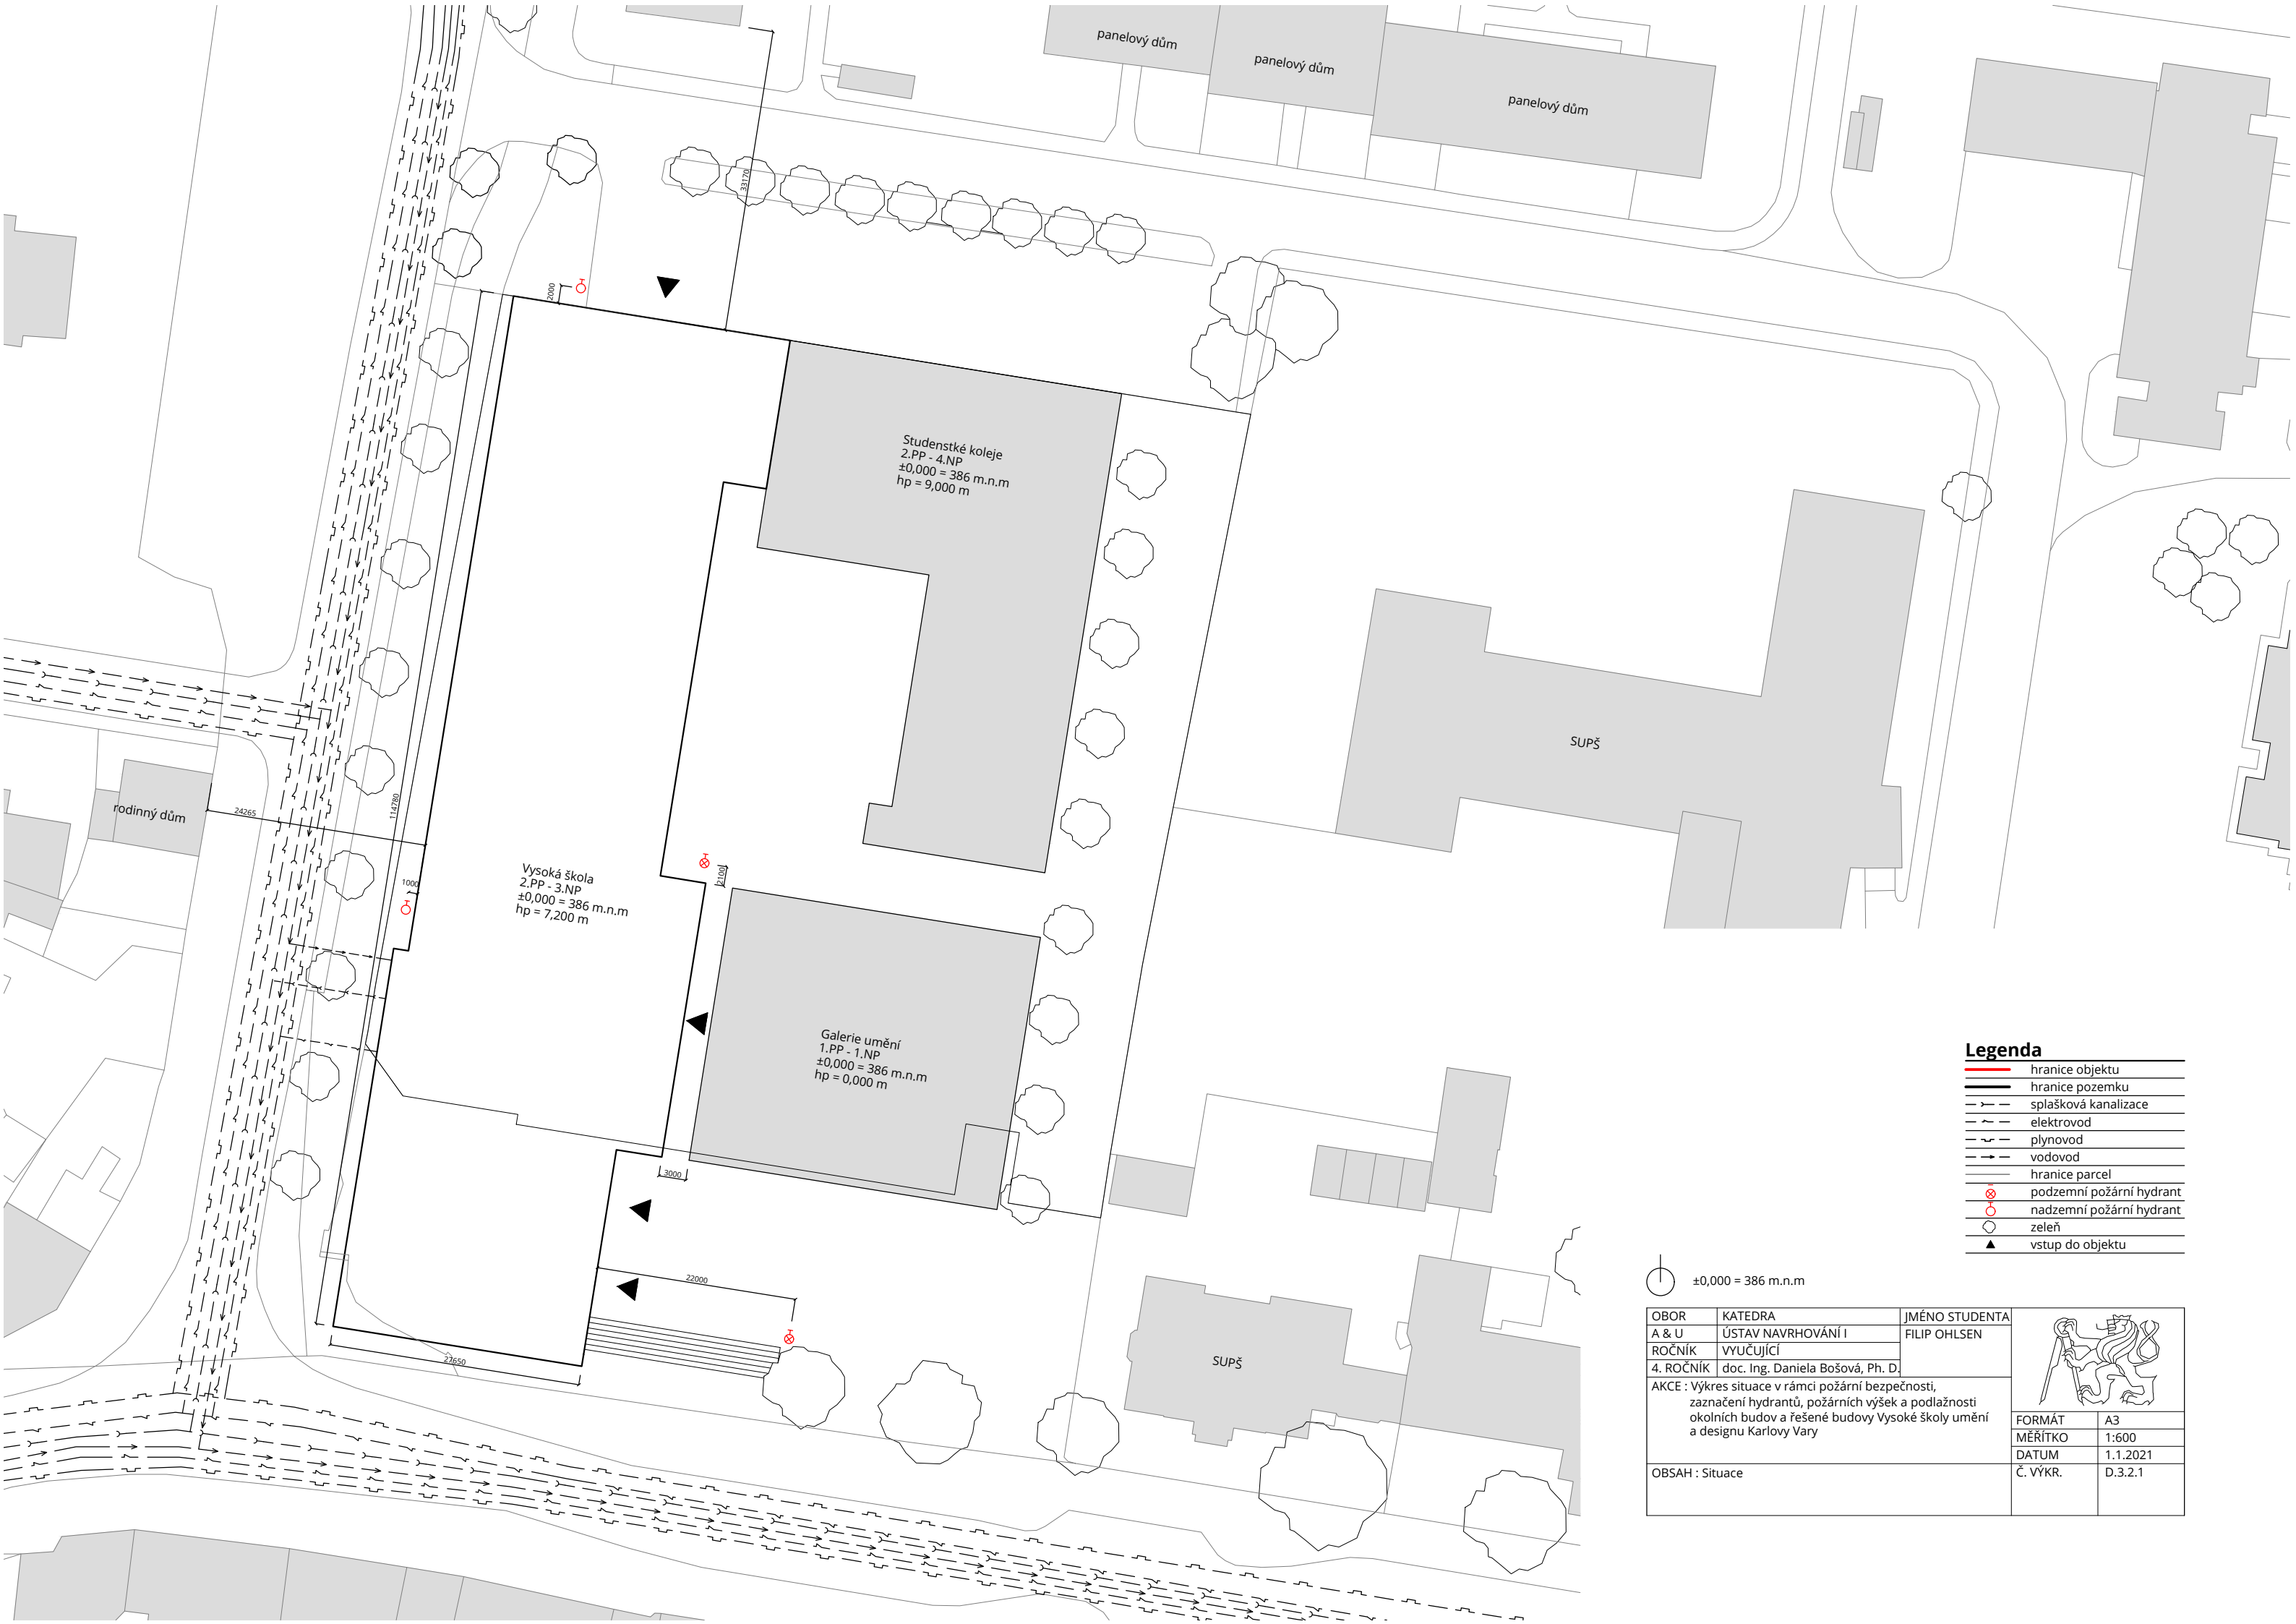 panelový dům
panelový dům
panelový dům
33170
2000
Studenstké koleje
2.PP - 4.NP
±0,000 = 386 m.n.m
hp = 9,000 m
SUPŠ
rodinný dům
24265
114780
1000
2100
Vysoká škola
2.PP - 3.NP
±0,000 = 386 m.n.m
hp = 7,200 m
Galerie umění
1.PP - 1.NP
±0,000 = 386 m.n.m
hp = 0,000 m
3000
22000
27650
SUPŠ
Legenda
hranice objektu
hranice pozemku
splašková kanalizace
elektrovod
plynovod
vodovod
hranice parcel
podzemní požární hydrant
nadzemní požární hydrant
zeleň
vstup do objektu
±0,000 = 386 m.n.m
OBOR KATEDRA JMÉNO STUDENTA
A & U ÚSTAV NAVRHOVÁNÍ I FILIP OHLSEN
ROČNÍK VYUČUJÍCÍ
4. ROČNÍK doc. Ing. Daniela Bošová, Ph. D.
AKCE : Výkres situace v rámci požární bezpečnosti,
zaznačení hydrantů, požárních výšek a podlažnosti
okolních budov a řešené budovy Vysoké školy umění
a designu Karlovy Vary
FORMÁT A3
MĚŘÍTKO 1:600
DATUM 1.1.2021
OBSAH : Situace
Č. VÝKR. D.3.2.1